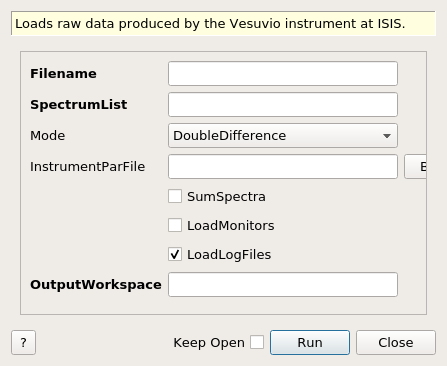 Loads raw data produced by the Vesuvio instrument at ISIS.
Filename
SpectrumList
Mode DoubleDifference
InstrumentParFile
SumSpectra
LoadMonitors
LoadLogFiles
OutputWorkspace
? Keep Open Run Close